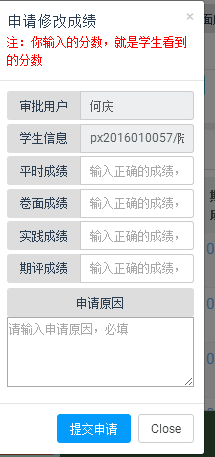 申请修改成绩
×
注：你输入的分数，就是学生看到
的分数
审批用户 何庆
学生信息 px2016010057/
平时成绩 输入正确的成绩，
卷面成绩 输入正确的成绩，
实践成绩 输入正确的成绩，
期评成绩 输入正确的成绩，
申请原因
请输入申请原因，必填
提交申请 Close